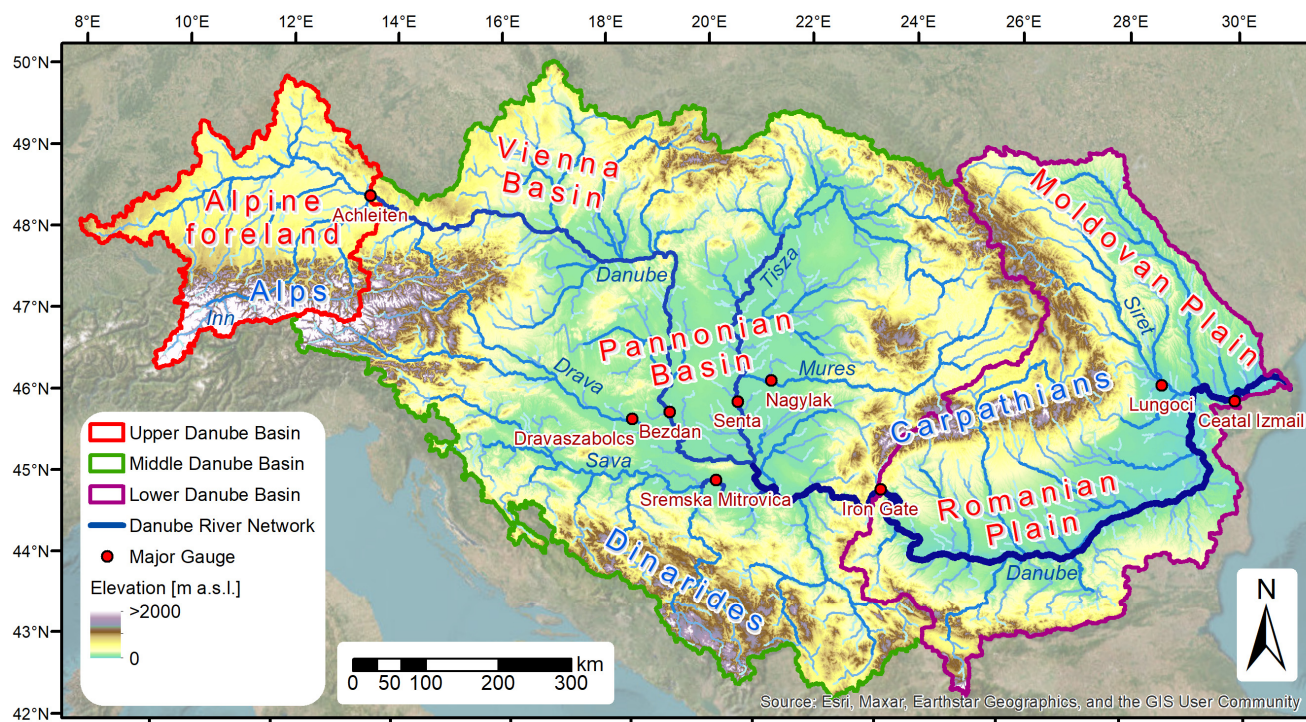 8°E 10°E 12°E 14°E 16°E 18°E 20°E 22°E 24°E 26°E 28°E 30°E
50°N
49°N
48°N
47°N
46°N
45°N
44°N
43°N
42°N
Vienna
Basin
Alpine
foreland
Achleiten
Alps
Inn
Danube
Tisza
Moldovan Plain
Siret
Pannonian
Basin
Drava
Mures
Nagylak
Dravaszabolcs
Bezdan
Senta
Carpathians
Lungoci
Ceatal Izmail
Sava
Sremska Mitrovica
Iron Gate
Romanian
Plain
Danube
Dinarides
Upper Danube Basin
Middle Danube Basin
Lower Danube Basin
Danube River Network
Major Gauge
Elevation [m a.s.l.]
>2000
0
km
0 50 100 200 300
N
Source: Esri, Maxar, Earthstar Geographics, and the GIS User Community